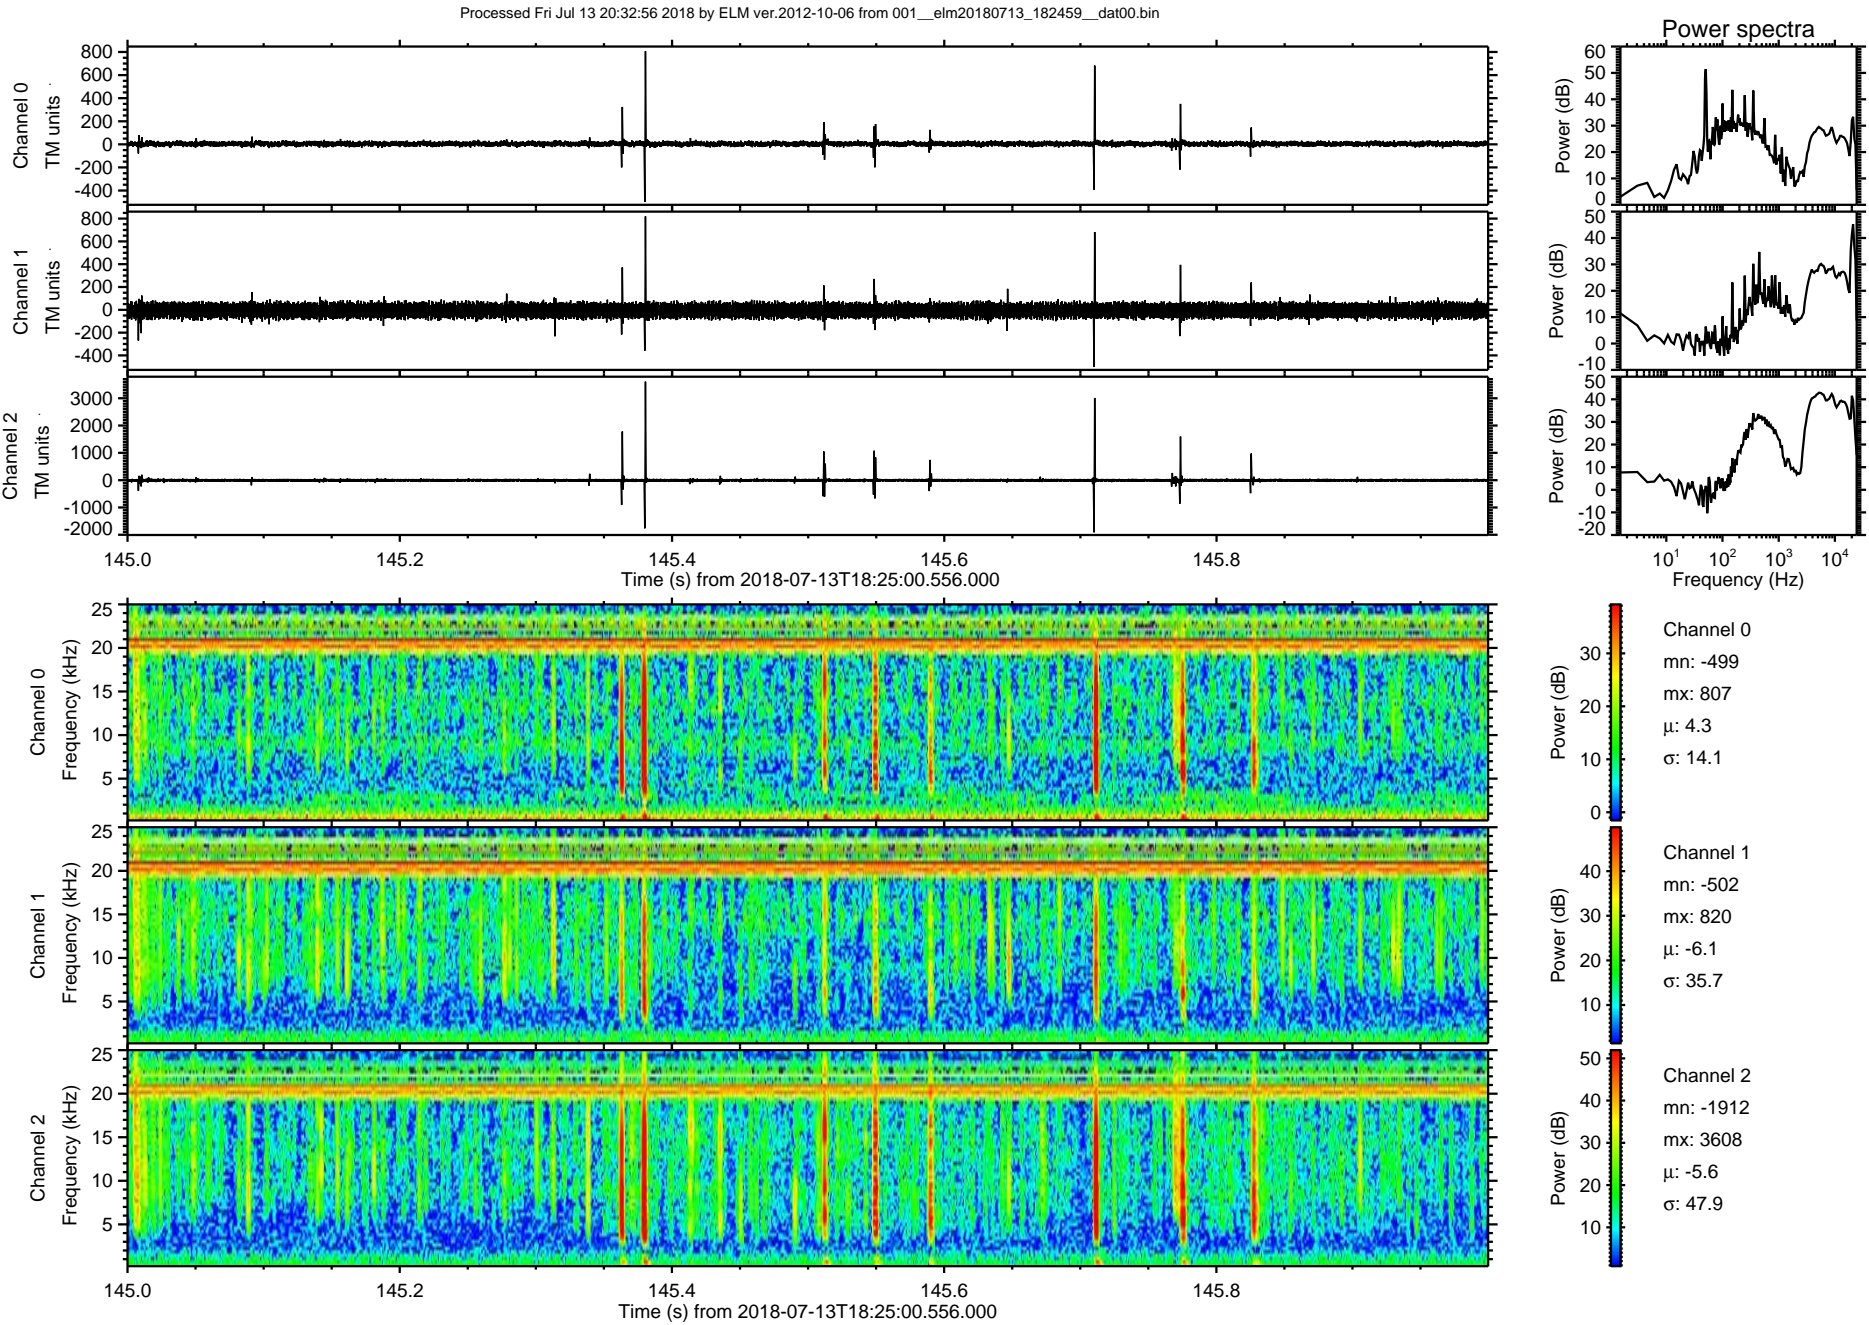 Processed Fri Jul 13 20:32:56 2018 by ELM ver.2012-10-06 from 001__elm20180713_182459__dat00.bin
Power spectra
Channel 0
TM units
800
600
400
200
0
-200
-400
Power (dB)
60
50
40
30
20
10
0
Channel 1
TM units
800
600
400
200
0
-200
-400
Power (dB)
50
40
30
20
10
0
-10
Channel 2
TM units
3000
2000
1000
0
-1000
-2000
Power (dB)
50
40
30
20
10
0
-10
-20
145.0 145.2 145.4 145.6 145.8
Time (s) from 2018-07-13T18:25:00.556.000
10^1 10^2 10^3 10^4
Frequency (Hz)
Channel 0
Frequency (kHz)
25
20
15
10
5
Power (dB)
30
20
10
0
Channel 0
mn: -499
mx: 807
µ: 4.3
σ: 14.1
Channel 1
Frequency (kHz)
25
20
15
10
5
Power (dB)
40
30
20
10
Channel 1
mn: -502
mx: 820
µ: -6.1
σ: 35.7
Channel 2
Frequency (kHz)
25
20
15
10
5
Power (dB)
50
40
30
20
10
Channel 2
mn: -1912
mx: 3608
µ: -5.6
σ: 47.9
145.0 145.2 145.4 145.6 145.8
Time (s) from 2018-07-13T18:25:00.556.000